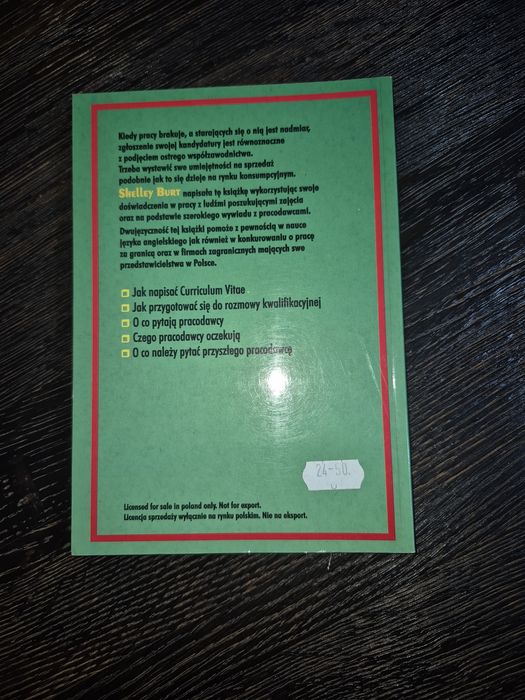 Kiedy pracy brakuje, a starających się o nią jest nadmiar,
zgłoszenie swojej kandydatury jest równoznaczne
z podjęciem ostrego współzawodnictwa.
Trzeba wystawić swe umiejętności na sprzedaż
podobnie jak to się dzieje na rynku konsumpcyjnym.
Shelley Burt napisała tę książkę wykorzystując swoje
doświadczenia w pracy z ludźmi poszukującymi zajęcia
oraz na podstawie szerokiego wywiadu z pracodawcami.
Dwujęzyczność tej książki pomoże z pewnością w nauce
języka angielskiego jak również w konkurowaniu o pracę
za granicą oraz w firmach zagranicznych mających swe
przedstawicielstwa w Polsce.
Jak napisać Curriculum Vitae
Jak przygotować się do rozmowy kwalifikacyjnej
O co pytają pracodawcy
Czego pracodawcy oczekują
O co należy pytać przyszłego pracodawcę
24-50.
Licensed for sale in poland only. Not for export.
Licencja sprzedaży wyłącznie na rynku polskim. Nie na eksport.